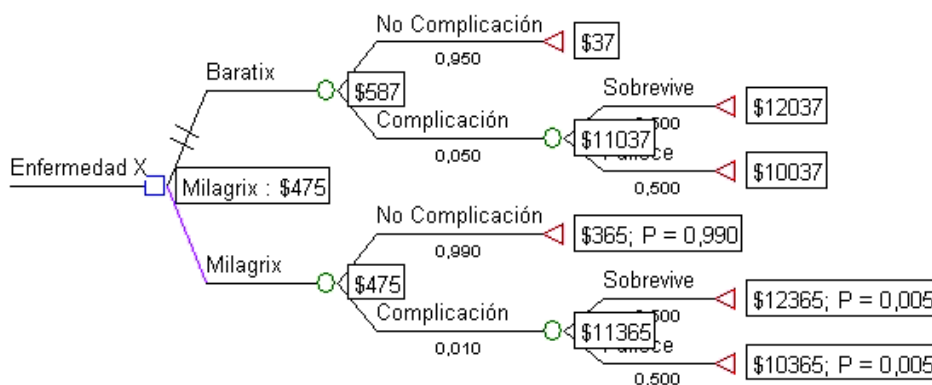 No Complicación
$37
0,950
Baratix
Sobrevive
$587
$12037
Complicación
$11037
0,050
$10037
0,500
Enfermedad X
Milagrix : $475
No Complicación
$365; P = 0,990
0,990
Milagrix
Sobrevive
$475
$12365; P = 0,005
Complicación
$11365
0,010
$10365; P = 0,005
0,500